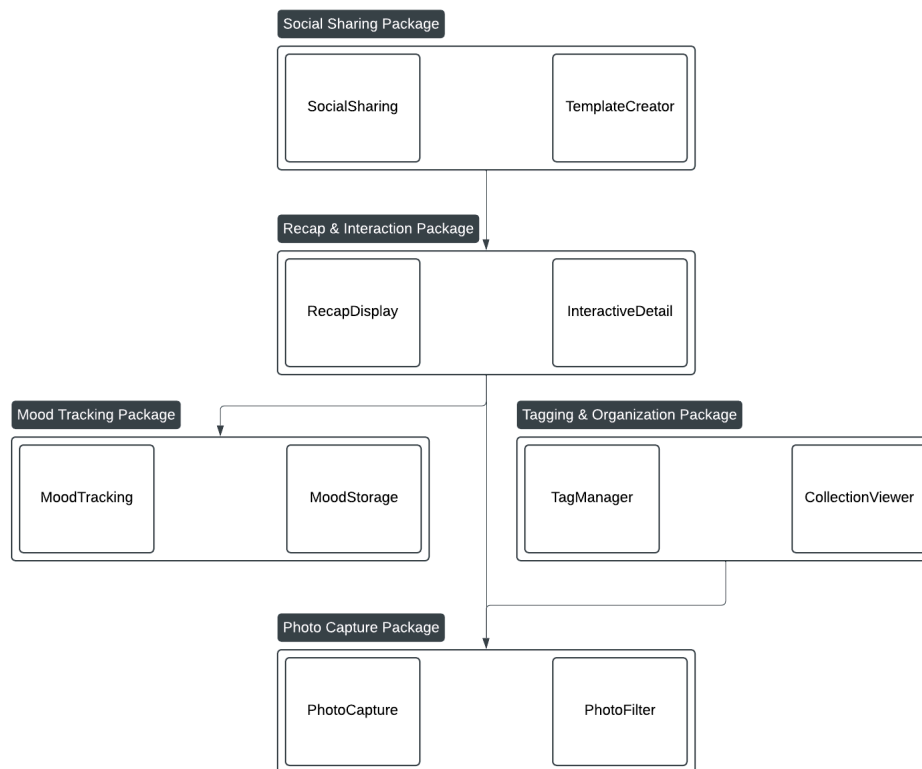 Social Sharing Package
SocialSharing
TemplateCreator
Recap & Interaction Package
RecapDisplay
InteractiveDetail
Mood Tracking Package
Tagging & Organization Package
MoodTracking
MoodStorage
TagManager
CollectionViewer
Photo Capture Package
PhotoCapture
PhotoFilter